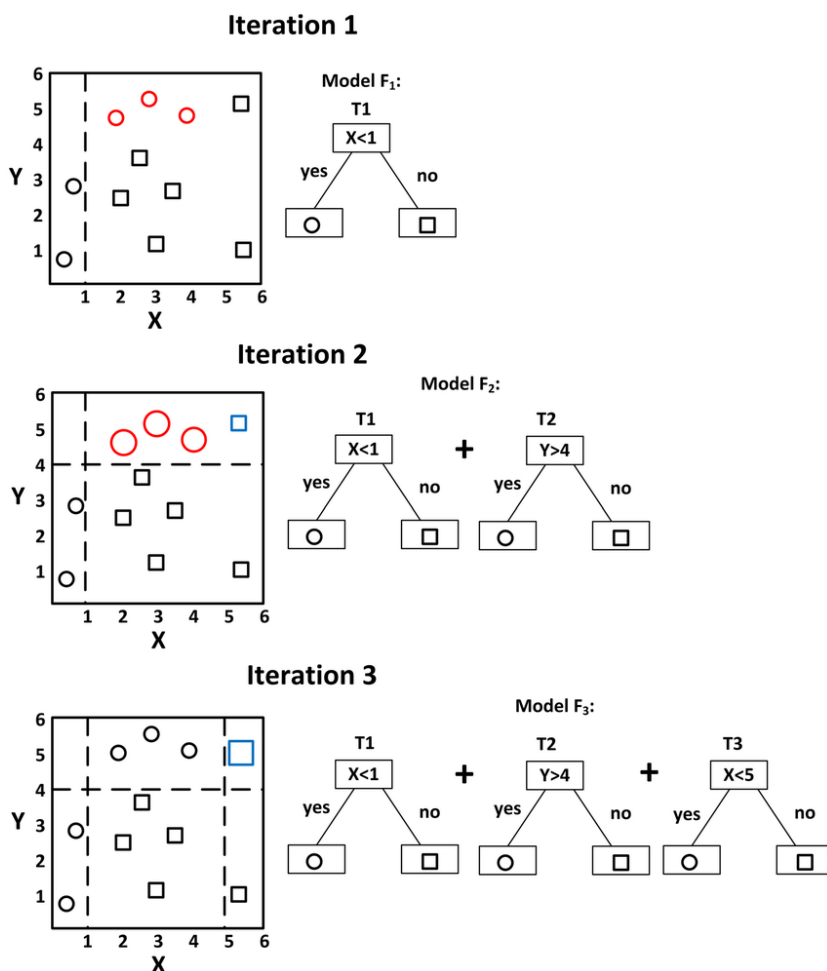 Iteration 1
Model F₁:
T1
X<1
yes
no
6
5
4
Y 3
2
1
1 2 3 4 5 6
X
Iteration 2
Model F₂:
T1 T2
X<1 + Y>4
yes no yes no
6
5
4
Y 3
2
1
1 2 3 4 5 6
X
Iteration 3
Model F₃:
T1 T2 T3
X<1 + Y>4 + X<5
yes no yes no yes no
6
5
4
Y 3
2
1
1 2 3 4 5 6
X